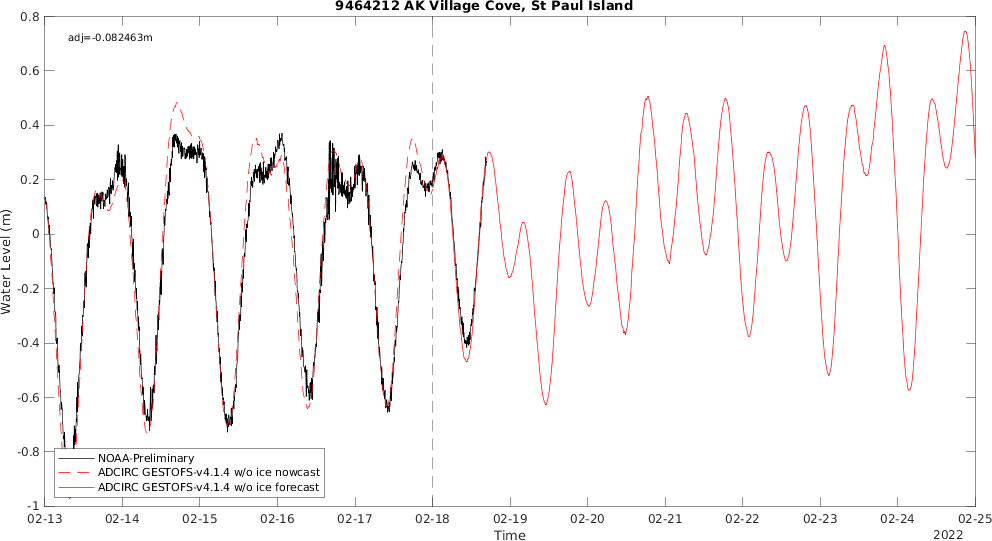 9464212 AK Village Cove, St Paul Island
adj=-0.082463m
0.8
0.6
0.4
0.2
0
-0.2
-0.4
-0.6
-0.8
-1
Water Level (m)
NOAA-Preliminary
ADCIRC GESTOFS-v4.1.4 w/o ice nowcast
ADCIRC GESTOFS-v4.1.4 w/o ice forecast
02-13 02-14 02-15 02-16 02-17 02-18 02-19 02-20 02-21 02-22 02-23 02-24 02-25
Time
2022